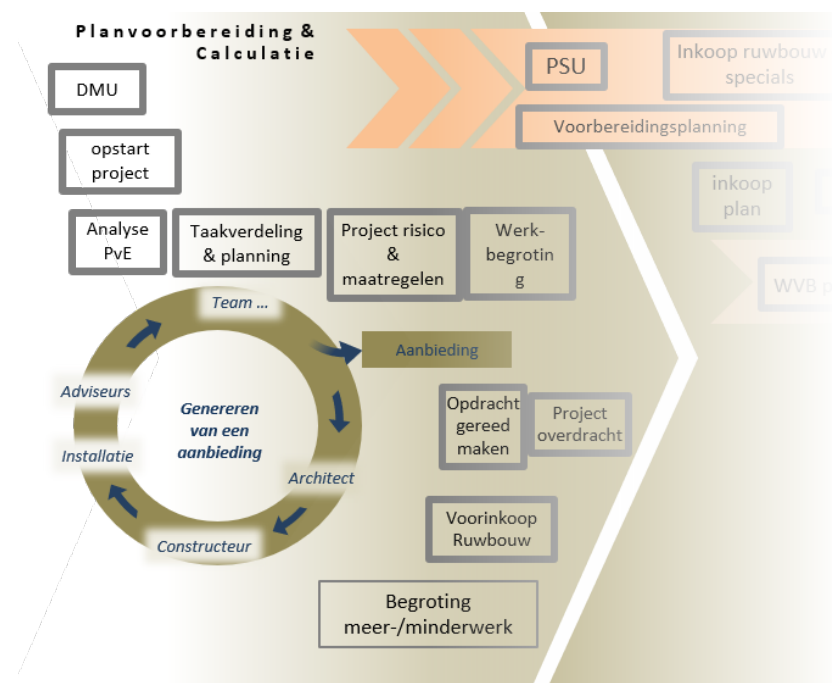 Planvoorbereiding &
Calculatie
DMU
PSU
Inkoop ruwbouw
specials
Voorbereidingsplanning
opstart
project
inkoop
plan
Analyse
PvE
Taakverdeling
& planning
Project risico
&
maatregelen
Werk-
begrotin
g
WVB p
Team ...
Aanbieding
Adviseurs
Genereren
van een
aanbieding
Installatie
Architect
Constructeur
Opdracht
gereed
maken
Project
overdracht
Voorinkoop
Ruwbouw
Begroting
meer-/minderwerk